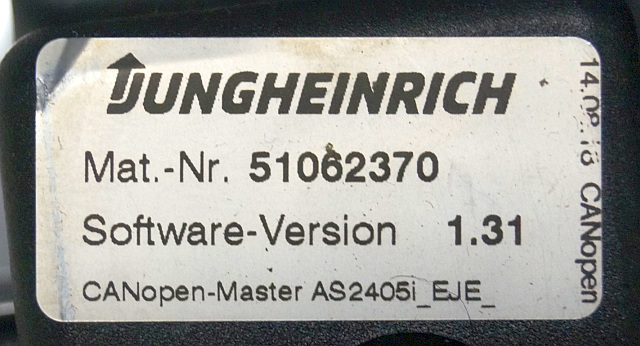 JUNGHEINRICH
Mat.-Nr. 51062370
Software-Version 1.31
CANopen-Master AS2405i_EJE_
CANopen